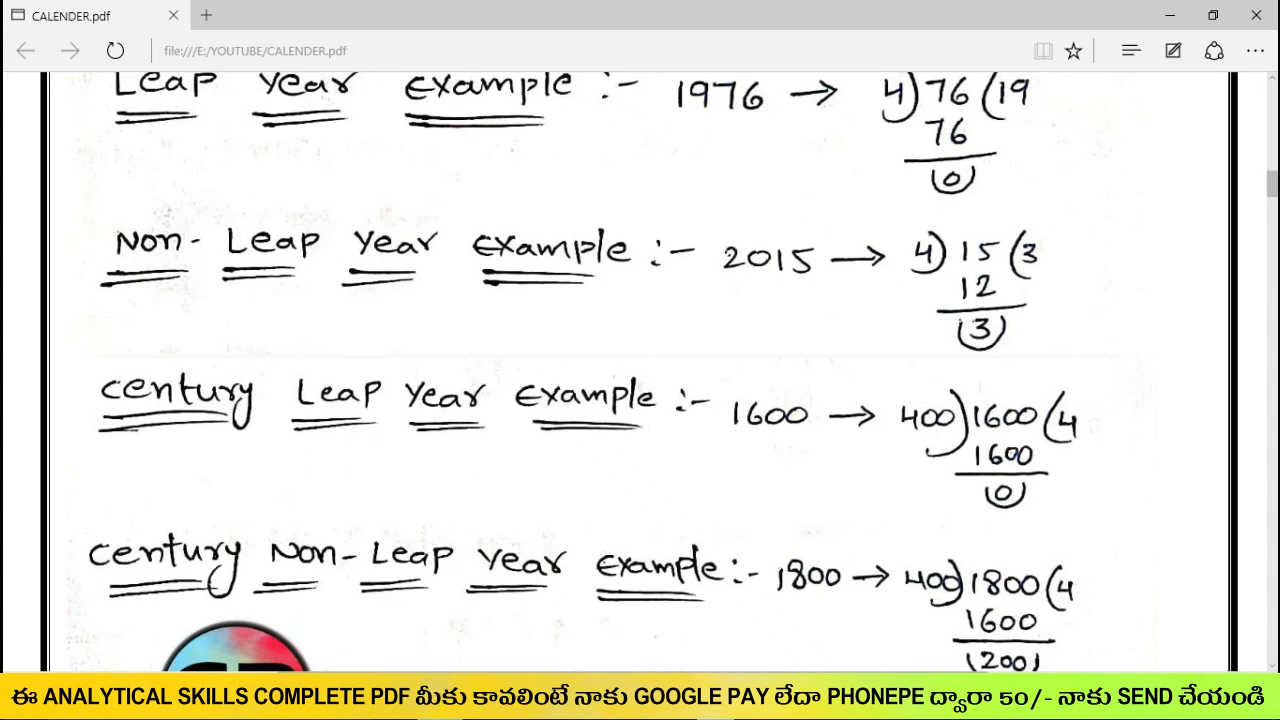 CALENDER.pdf
file:///E:/YOUTUBE/CALENDER.pdf
Leap Year Example :- 1976 → 4)76(19
76
(0)
Non-Leap Year Example :- 2015 → 4)15(3
12
(3)
Century Leap Year Example :- 1600 → 400)1600(4
1600
(0)
Century Non-Leap Year Example :- 1800 → 400)1800(4
1600
(200)
ఈ ANALYTICAL SKILLS COMPLETE PDF మీకు కావలింటే నాకు GOOGLE PAY లేదా PHONEPE ద్వారా 50/- నాకు SEND చేయండి